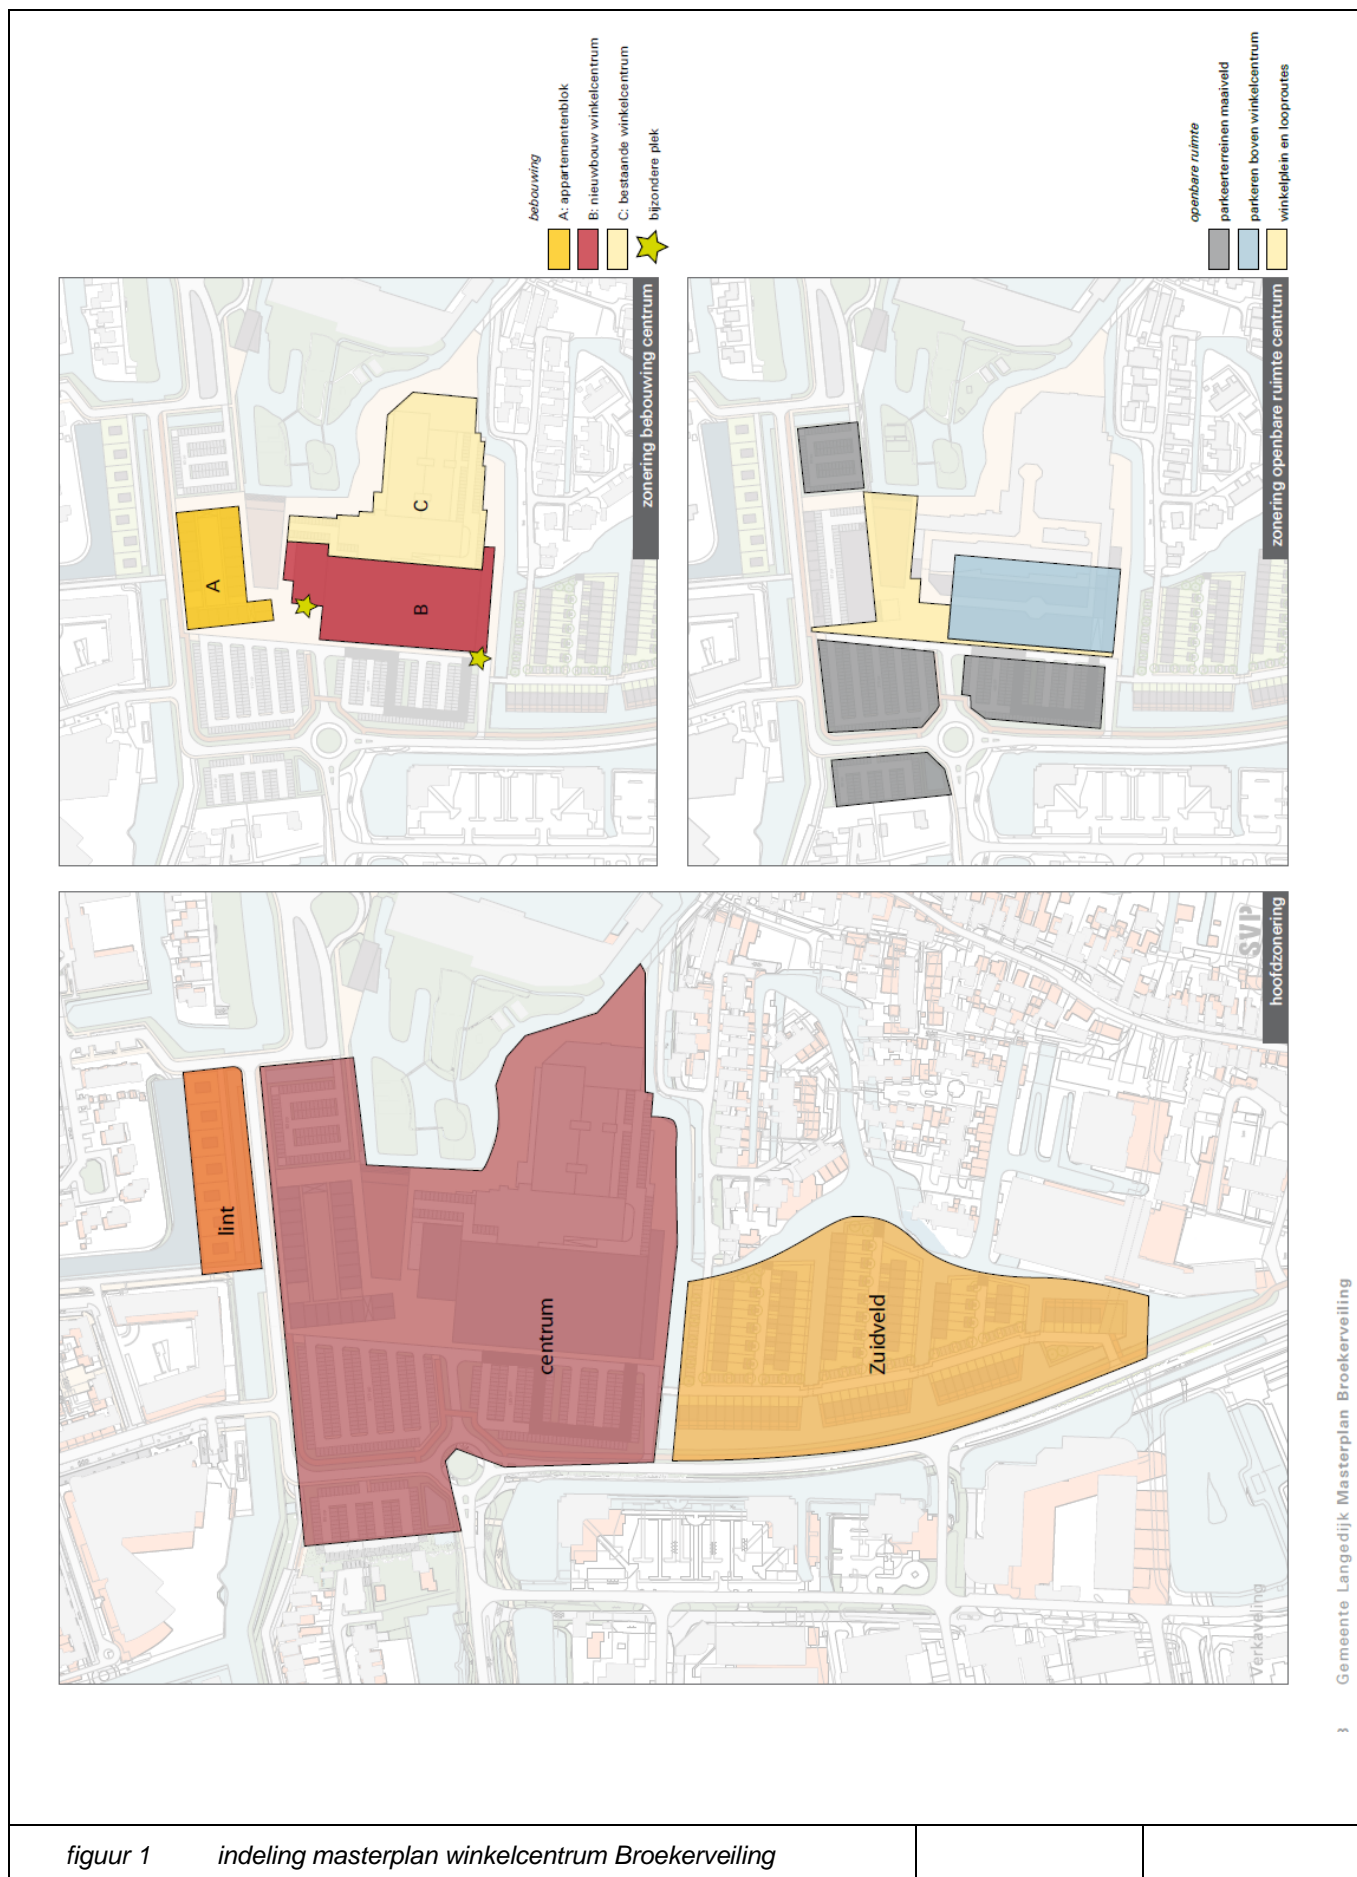 bebouwing
A: appartementenblok
B: nieuwbouw winkelcentrum
C: bestaande winkelcentrum
bijzondere plek
A
B
C
zonering bebouwing centrum
openbare ruimte
parkeerterreinen maaiveld
parkeren boven winkelcentrum
winkelplein en looproutes
zonering openbare ruimte centrum
lint
centrum
Zuidveld
SVP
hoofdzonering
Verkaveling
8
Gemeente Langedijk Masterplan Broekerveiling
figuur 1 indeling masterplan winkelcentrum Broekerveiling